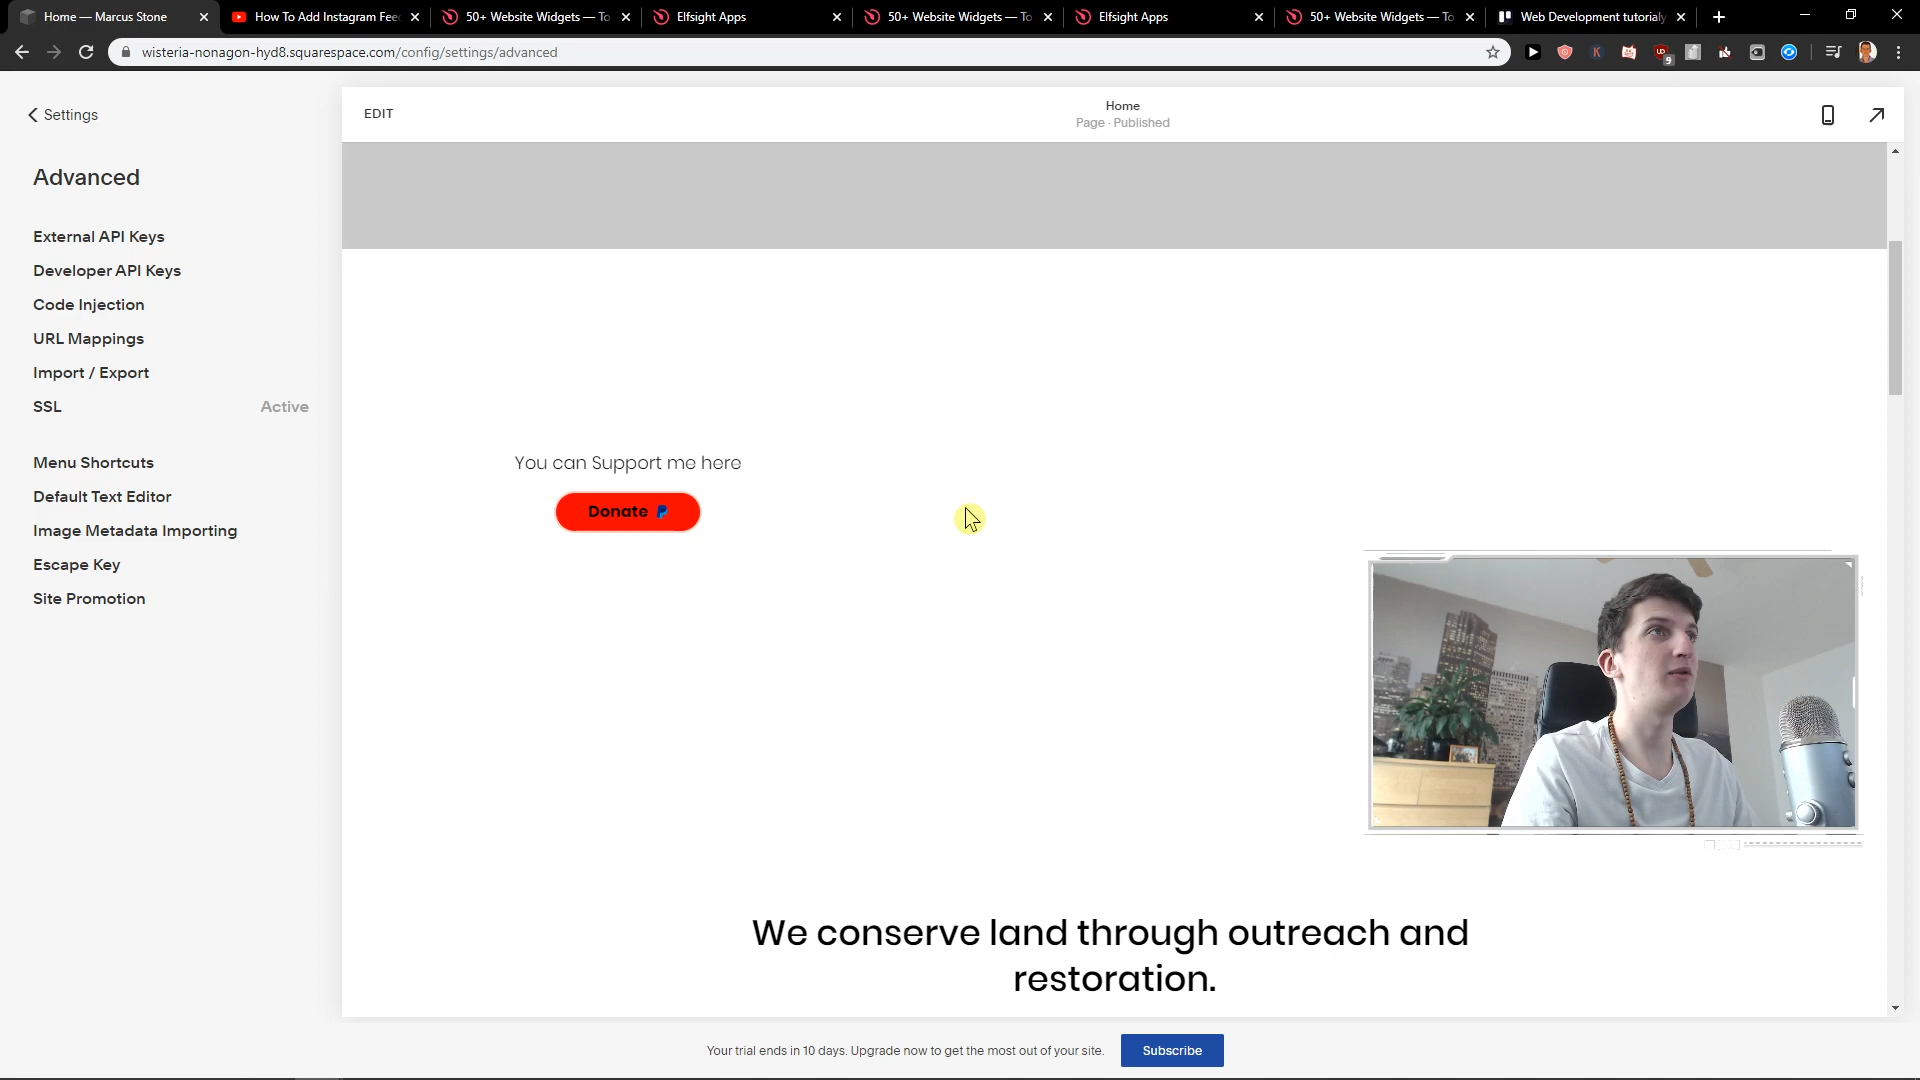 Home — Marcus Stone
How To Add Instagram Fee
50+ Website Widgets — To
Elfsight Apps
50+ Website Widgets — To
Elfsight Apps
50+ Website Widgets — To
Web Development tutorialy
wisteria-nonagon-hyd8.squarespace.com/config/settings/advanced
9
Settings
EDIT
Home
Page · Published
Advanced
External API Keys
Developer API Keys
Code Injection
URL Mappings
Import / Export
SSL Active
Menu Shortcuts
Default Text Editor
Image Metadata Importing
Escape Key
Site Promotion
You can Support me here
Donate
We conserve land through outreach and
restoration.
Your trial ends in 10 days. Upgrade now to get the most out of your site.
Subscribe